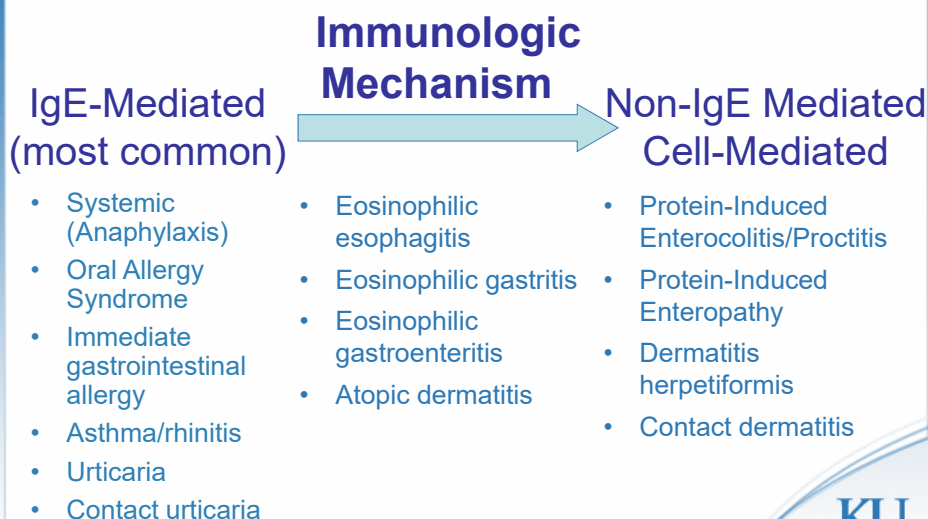 Immunologic
Mechanism
IgE-Mediated
(most common)
• Systemic
(Anaphylaxis)
• Oral Allergy
Syndrome
• Immediate
gastrointestinal
allergy
• Asthma/rhinitis
• Urticaria
• Contact urticaria
• Eosinophilic
esophagitis
• Eosinophilic gastritis
• Eosinophilic
gastroenteritis
• Atopic dermatitis
Non-IgE Mediated
Cell-Mediated
• Protein-Induced
Enterocolitis/Proctitis
• Protein-Induced
Enteropathy
• Dermatitis
herpetiformis
• Contact dermatitis
KU